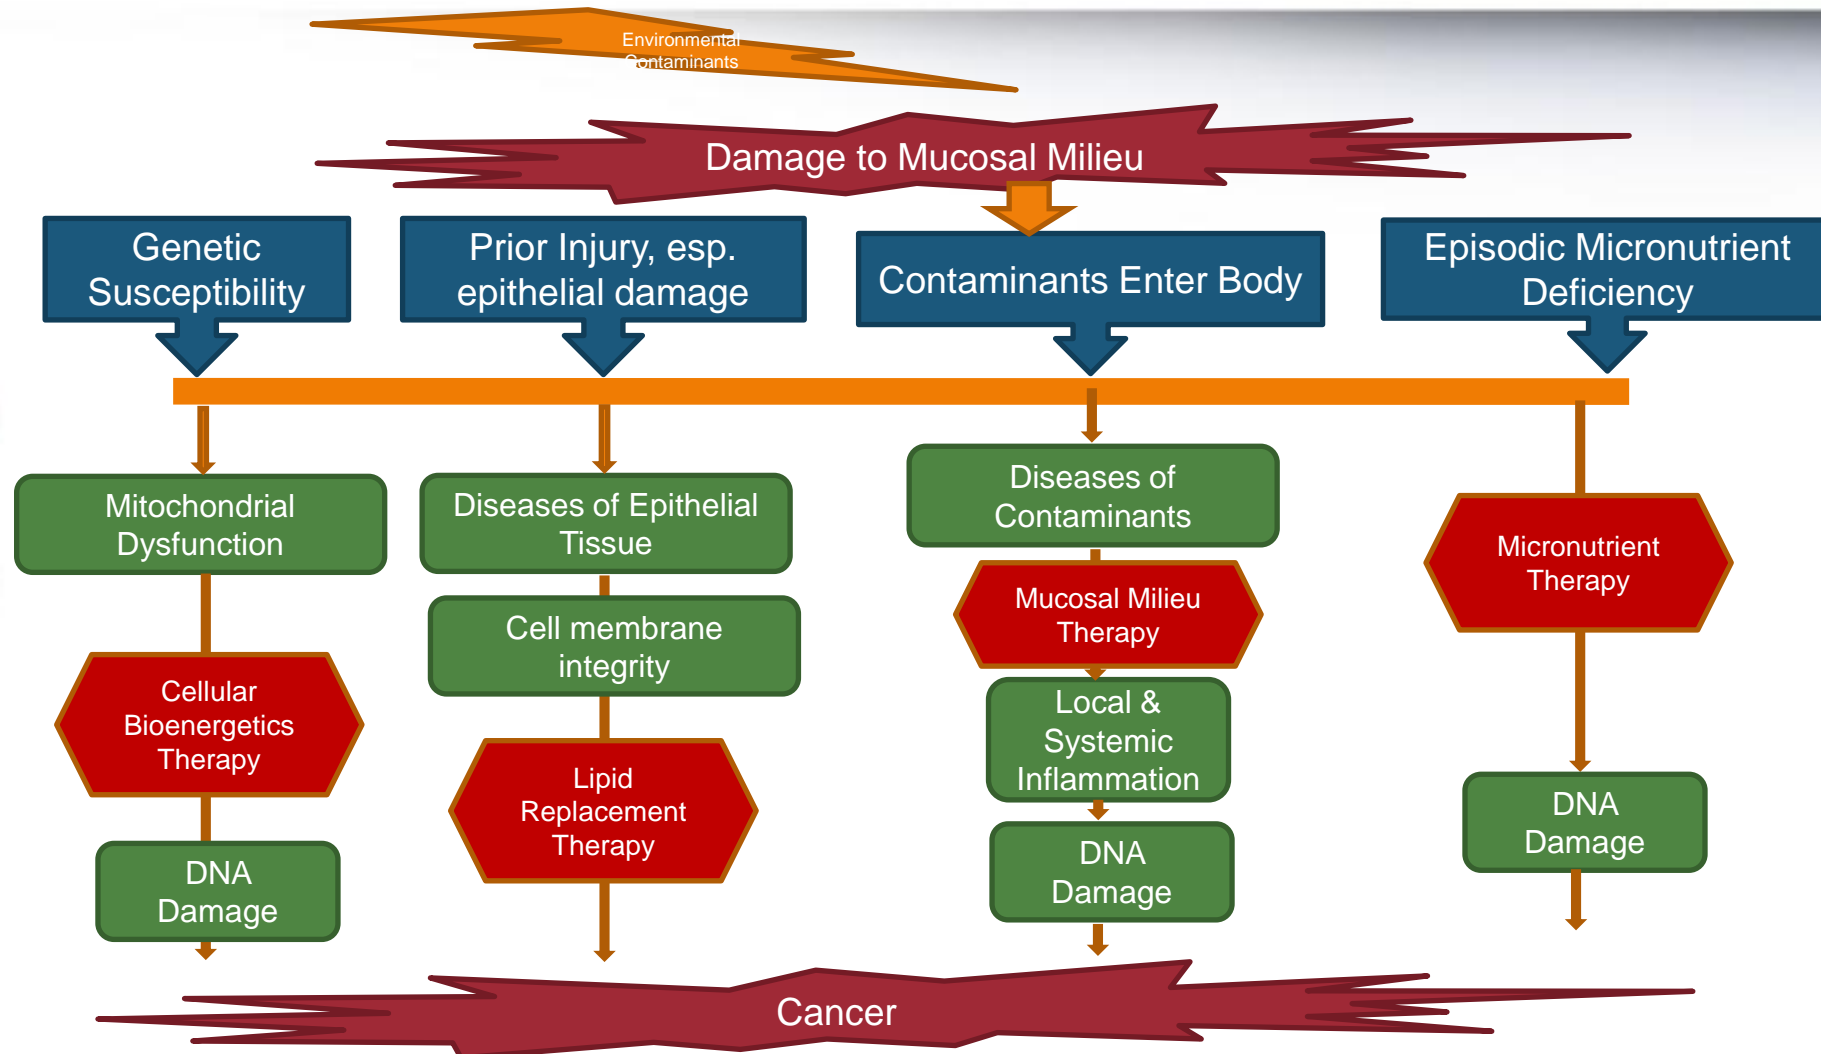 Environmental
Contaminants
Damage to Mucosal Milieu
Genetic
Susceptibility
Prior Injury, esp.
epithelial damage
Contaminants Enter Body
Episodic Micronutrient
Deficiency
Mitochondrial
Dysfunction
Cellular
Bioenergetics
Therapy
DNA
Damage
Diseases of Epithelial
Tissue
Cell membrane
integrity
Lipid
Replacement
Therapy
Diseases of
Contaminants
Mucosal Milieu
Therapy
Local &
Systemic
Inflammation
DNA
Damage
Micronutrient
Therapy
DNA
Damage
Cancer